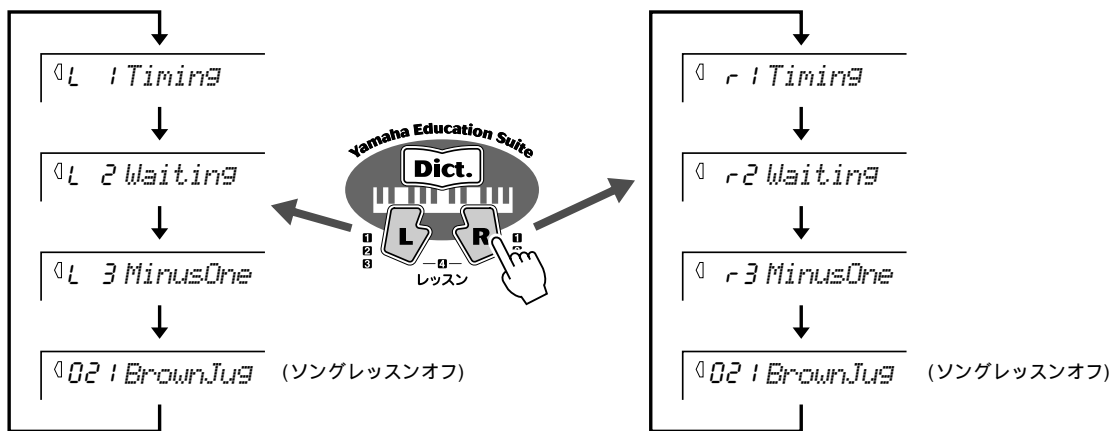 L 1 Timing
L 2 Waiting
L 3 MinusOne
021 BrownJug
(ソングレッスンオフ)
Yamaha Education Suite
Dict.
L
R
1
2
3
1
4
レッスン
r 1 Timing
r 2 Waiting
r 3 MinusOne
021 BrownJug
(ソングレッスンオフ)